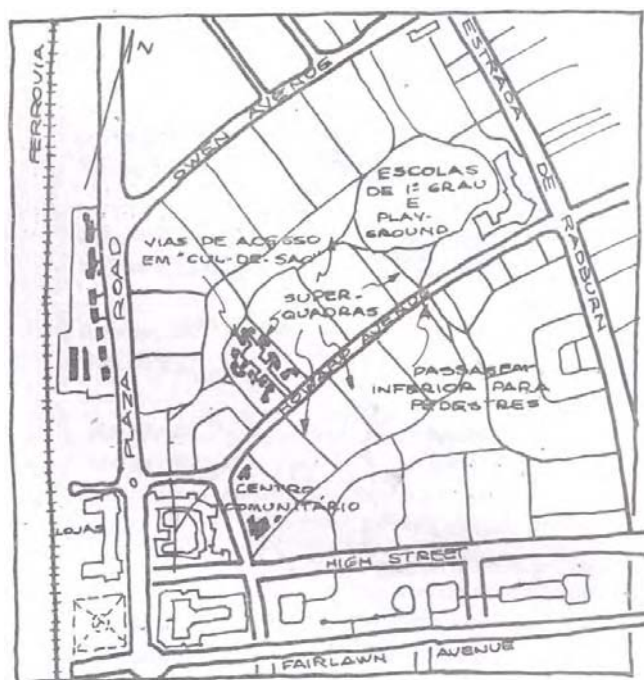 FERROVIA
N
OWEN AVENUE
ESTRADA DE RADBURN
ESCOLAS
DE 1º GRAU
E
PLAY-
GROUND
VIAS DE ACESSO
EM "CUL-DE-SAC"
PLAZA ROAD
SUPER-
QUADRAS
HOWARD AVENUE
PASSAGEM
INFERIOR PARA
PEDESTRES
CENTRO
COMUNITÁRIO
LOJAS
HIGH STREET
FAIRLAWN AVENUE